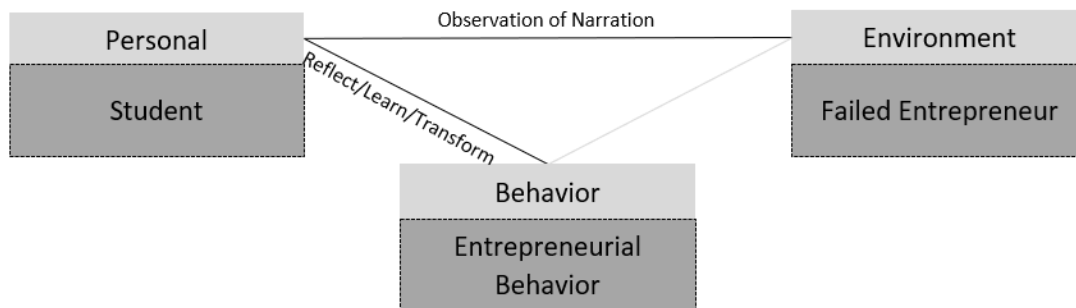 Observation of Narration
Personal
Environment
Reflect/Learn/Transform
Student
Failed Entrepreneur
Behavior
Entrepreneurial
Behavior